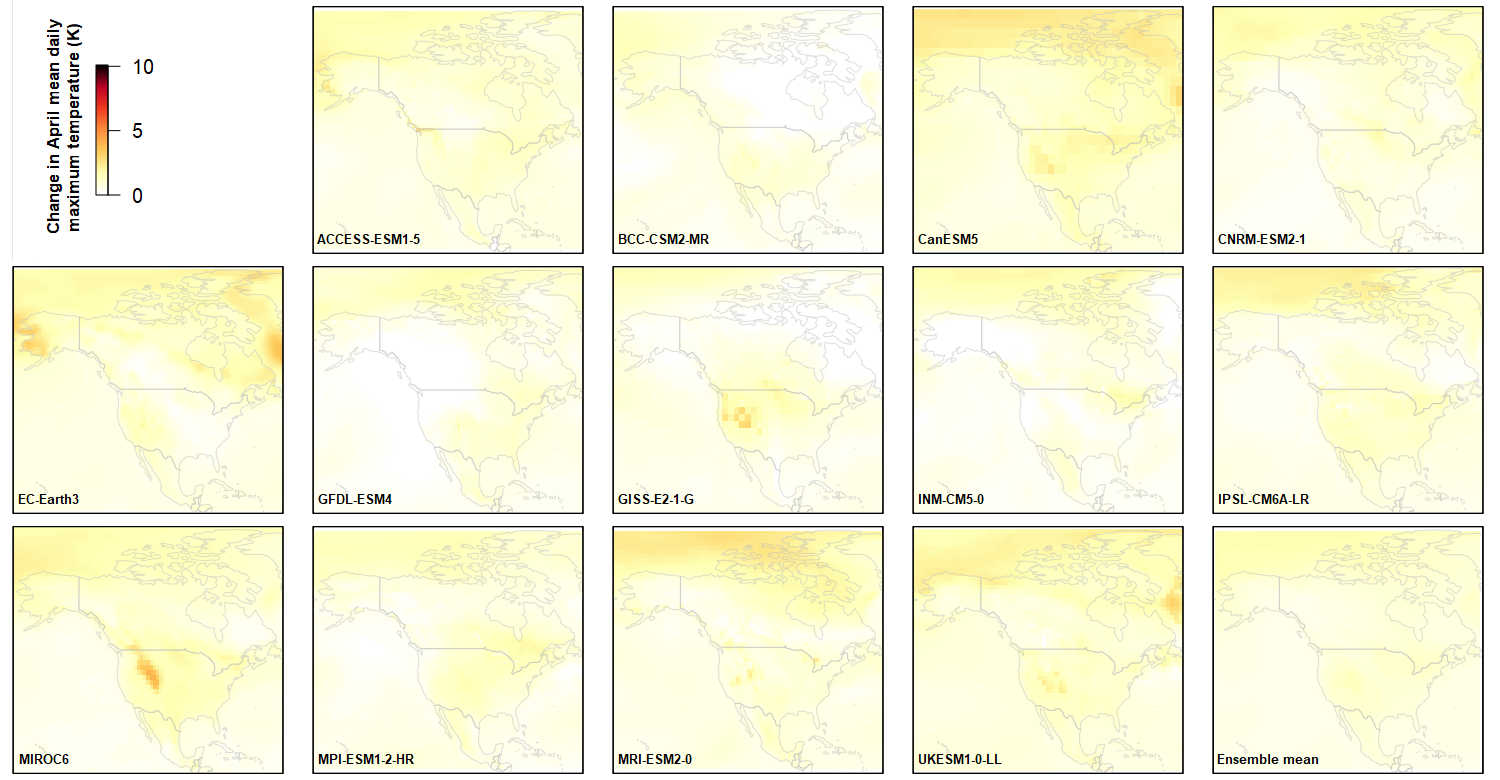 Change in April mean daily
maximum temperature (K)
10
5
0
ACCESS-ESM1-5
BCC-CSM2-MR
CanESM5
CNRM-ESM2-1
EC-Earth3
GFDL-ESM4
GISS-E2-1-G
INM-CM5-0
IPSL-CM6A-LR
MIROC6
MPI-ESM1-2-HR
MRI-ESM2-0
UKESM1-0-LL
Ensemble mean